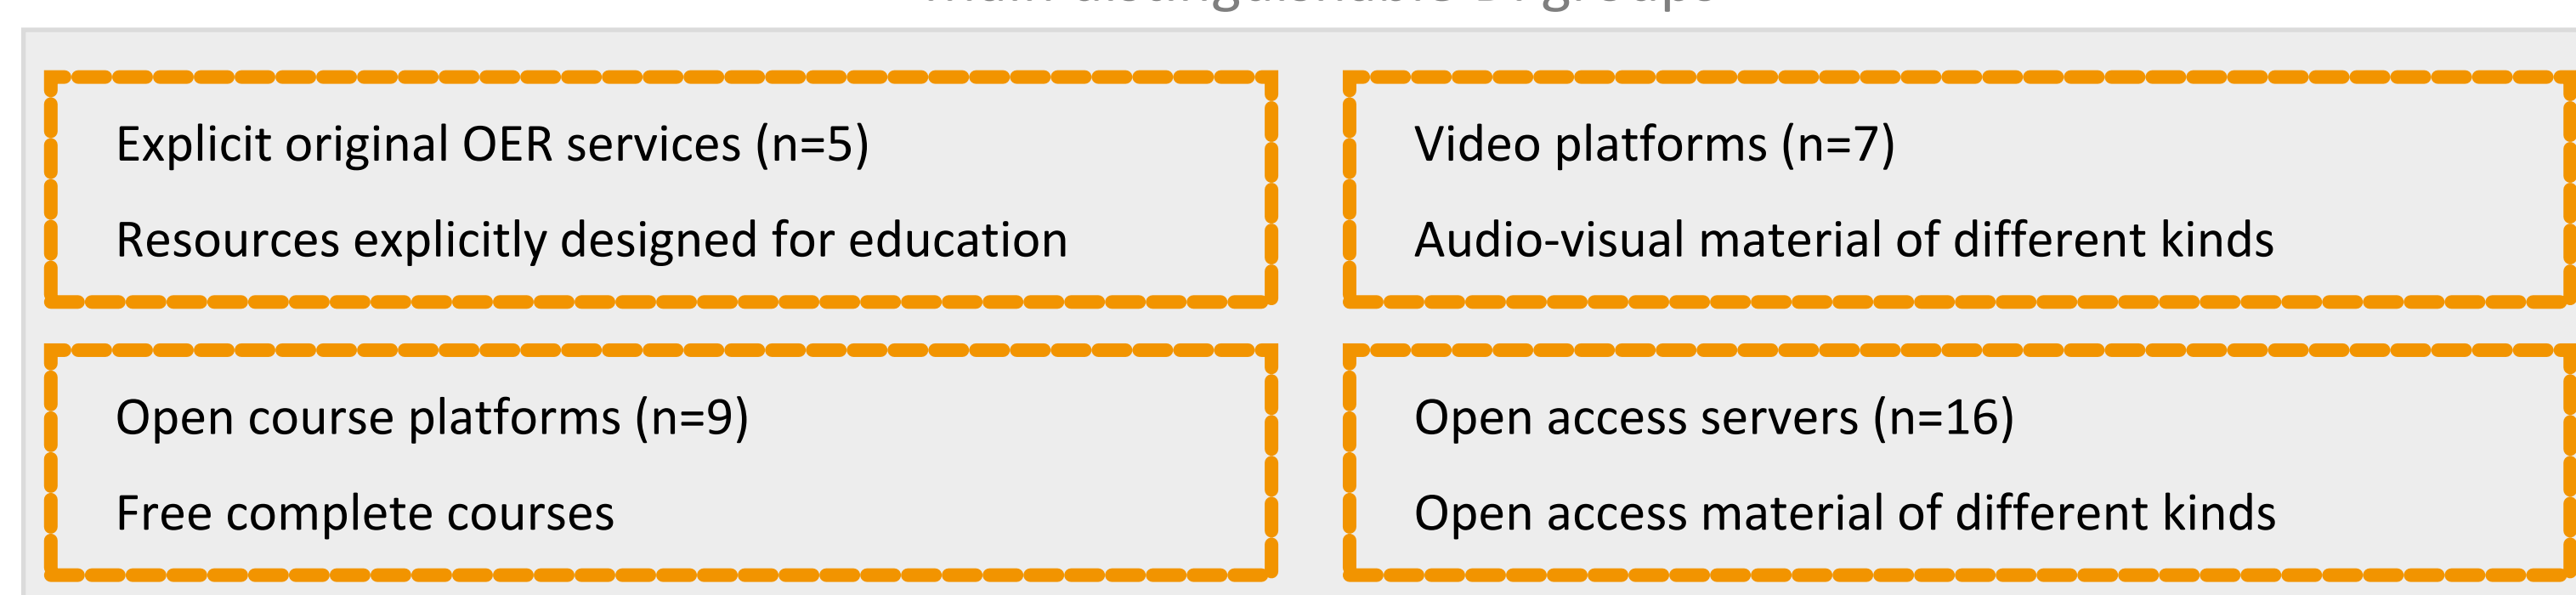 Explicit original OER services (n=5)
Resources explicitly designed for education
Video platforms (n=7)
Audio-visual material of different kinds
Open course platforms (n=9)
Free complete courses
Open access servers (n=16)
Open access material of different kinds